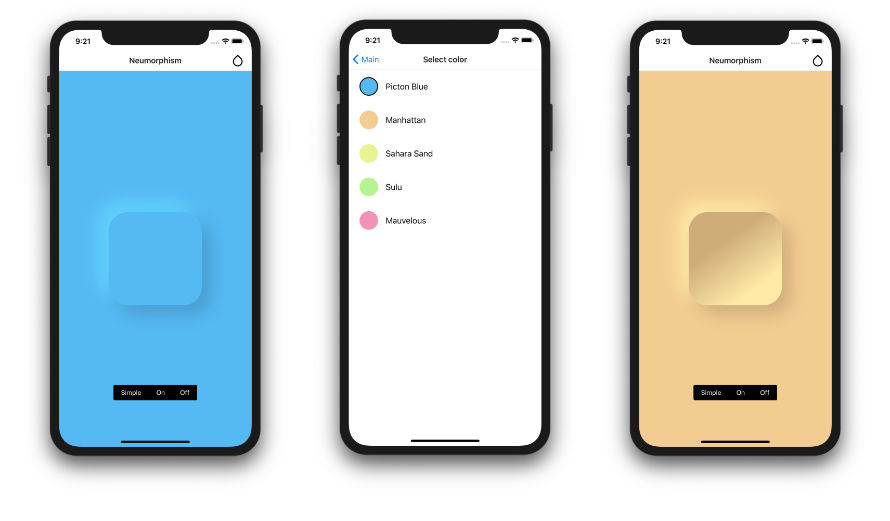 9:21
Neumorphism
Simple On Off
9:21
Main Select color
Picton Blue
Manhattan
Sahara Sand
Sulu
Mauvelous
9:21
Neumorphism
Simple On Off